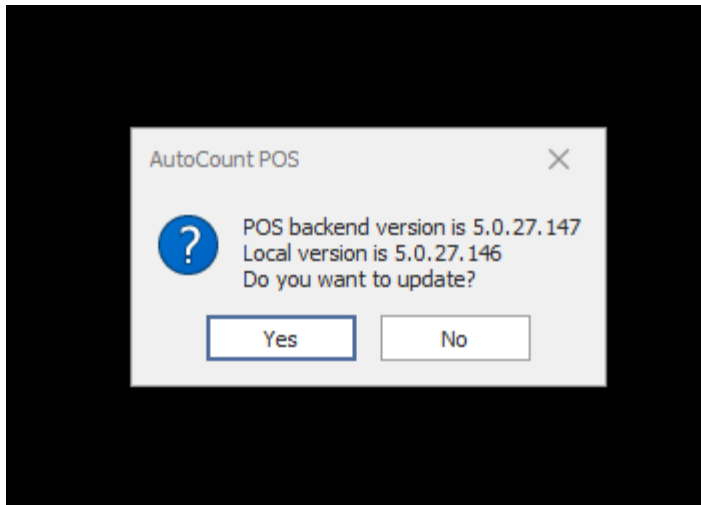 AutoCount POS
POS backend version is 5.0.27.147
Local version is 5.0.27.146
Do you want to update?
Yes
No